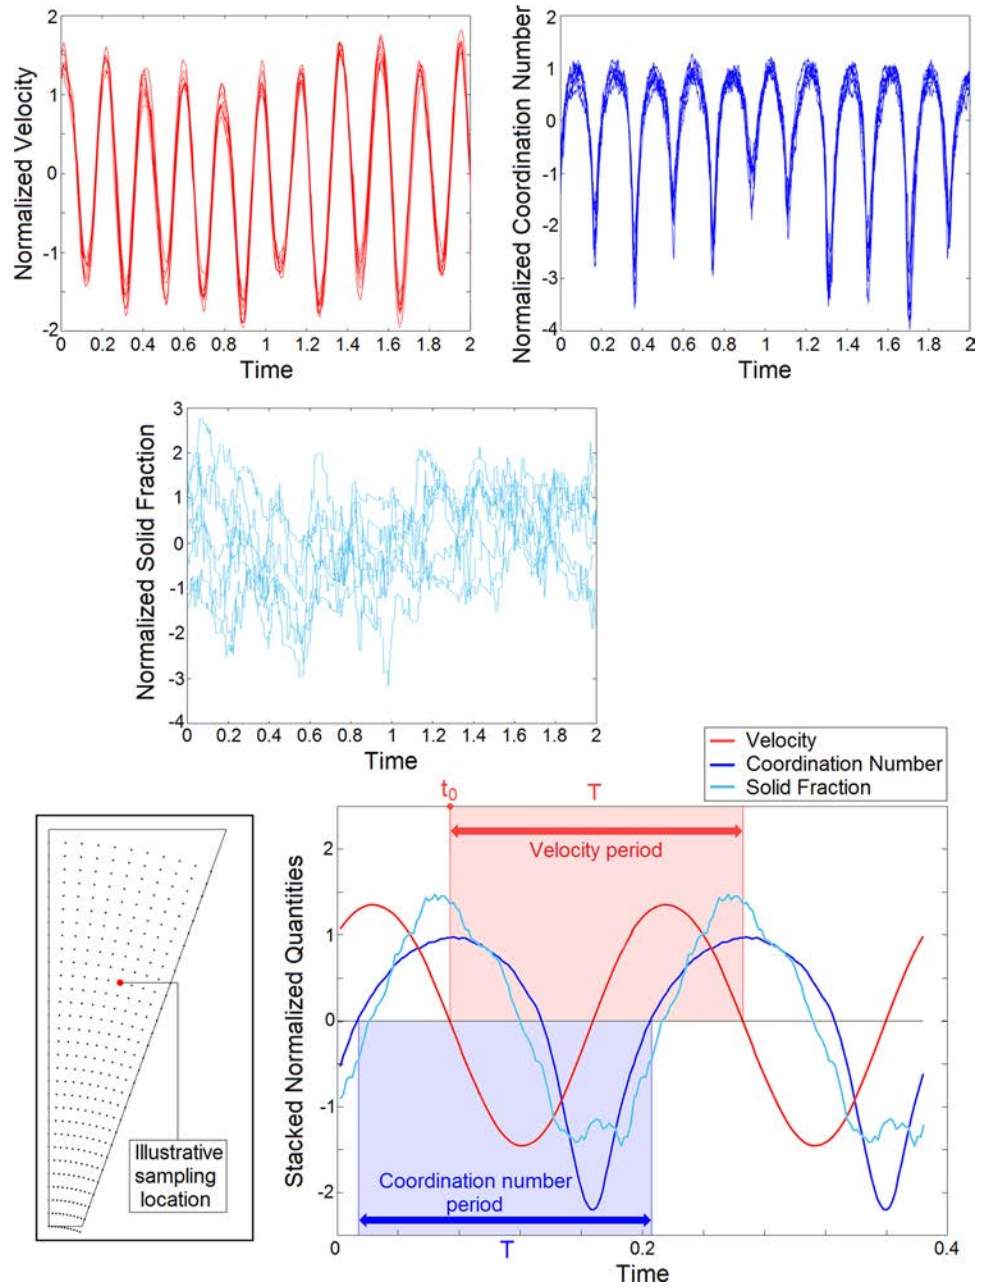 2
1
0
-1
-2
Normalized Velocity
0 0.2 0.4 0.6 0.8 1 1.2 1.4 1.6 1.8 2
Time
2
1
0
-1
-2
-3
-4
Normalized Coordination Number
0 0.2 0.4 0.6 0.8 1 1.2 1.4 1.6 1.8 2
Time
3
2
1
0
-1
-2
-3
-4
Normalized Solid Fraction
0 0.2 0.4 0.6 0.8 1 1.2 1.4 1.6 1.8 2
Time
Velocity
Coordination Number
Solid Fraction
Illustrative
sampling
location
t0
T
Velocity period
2
1
0
-1
-2
Stacked Normalized Quantities
Coordination number
period
T
0 0.2 0.4
Time